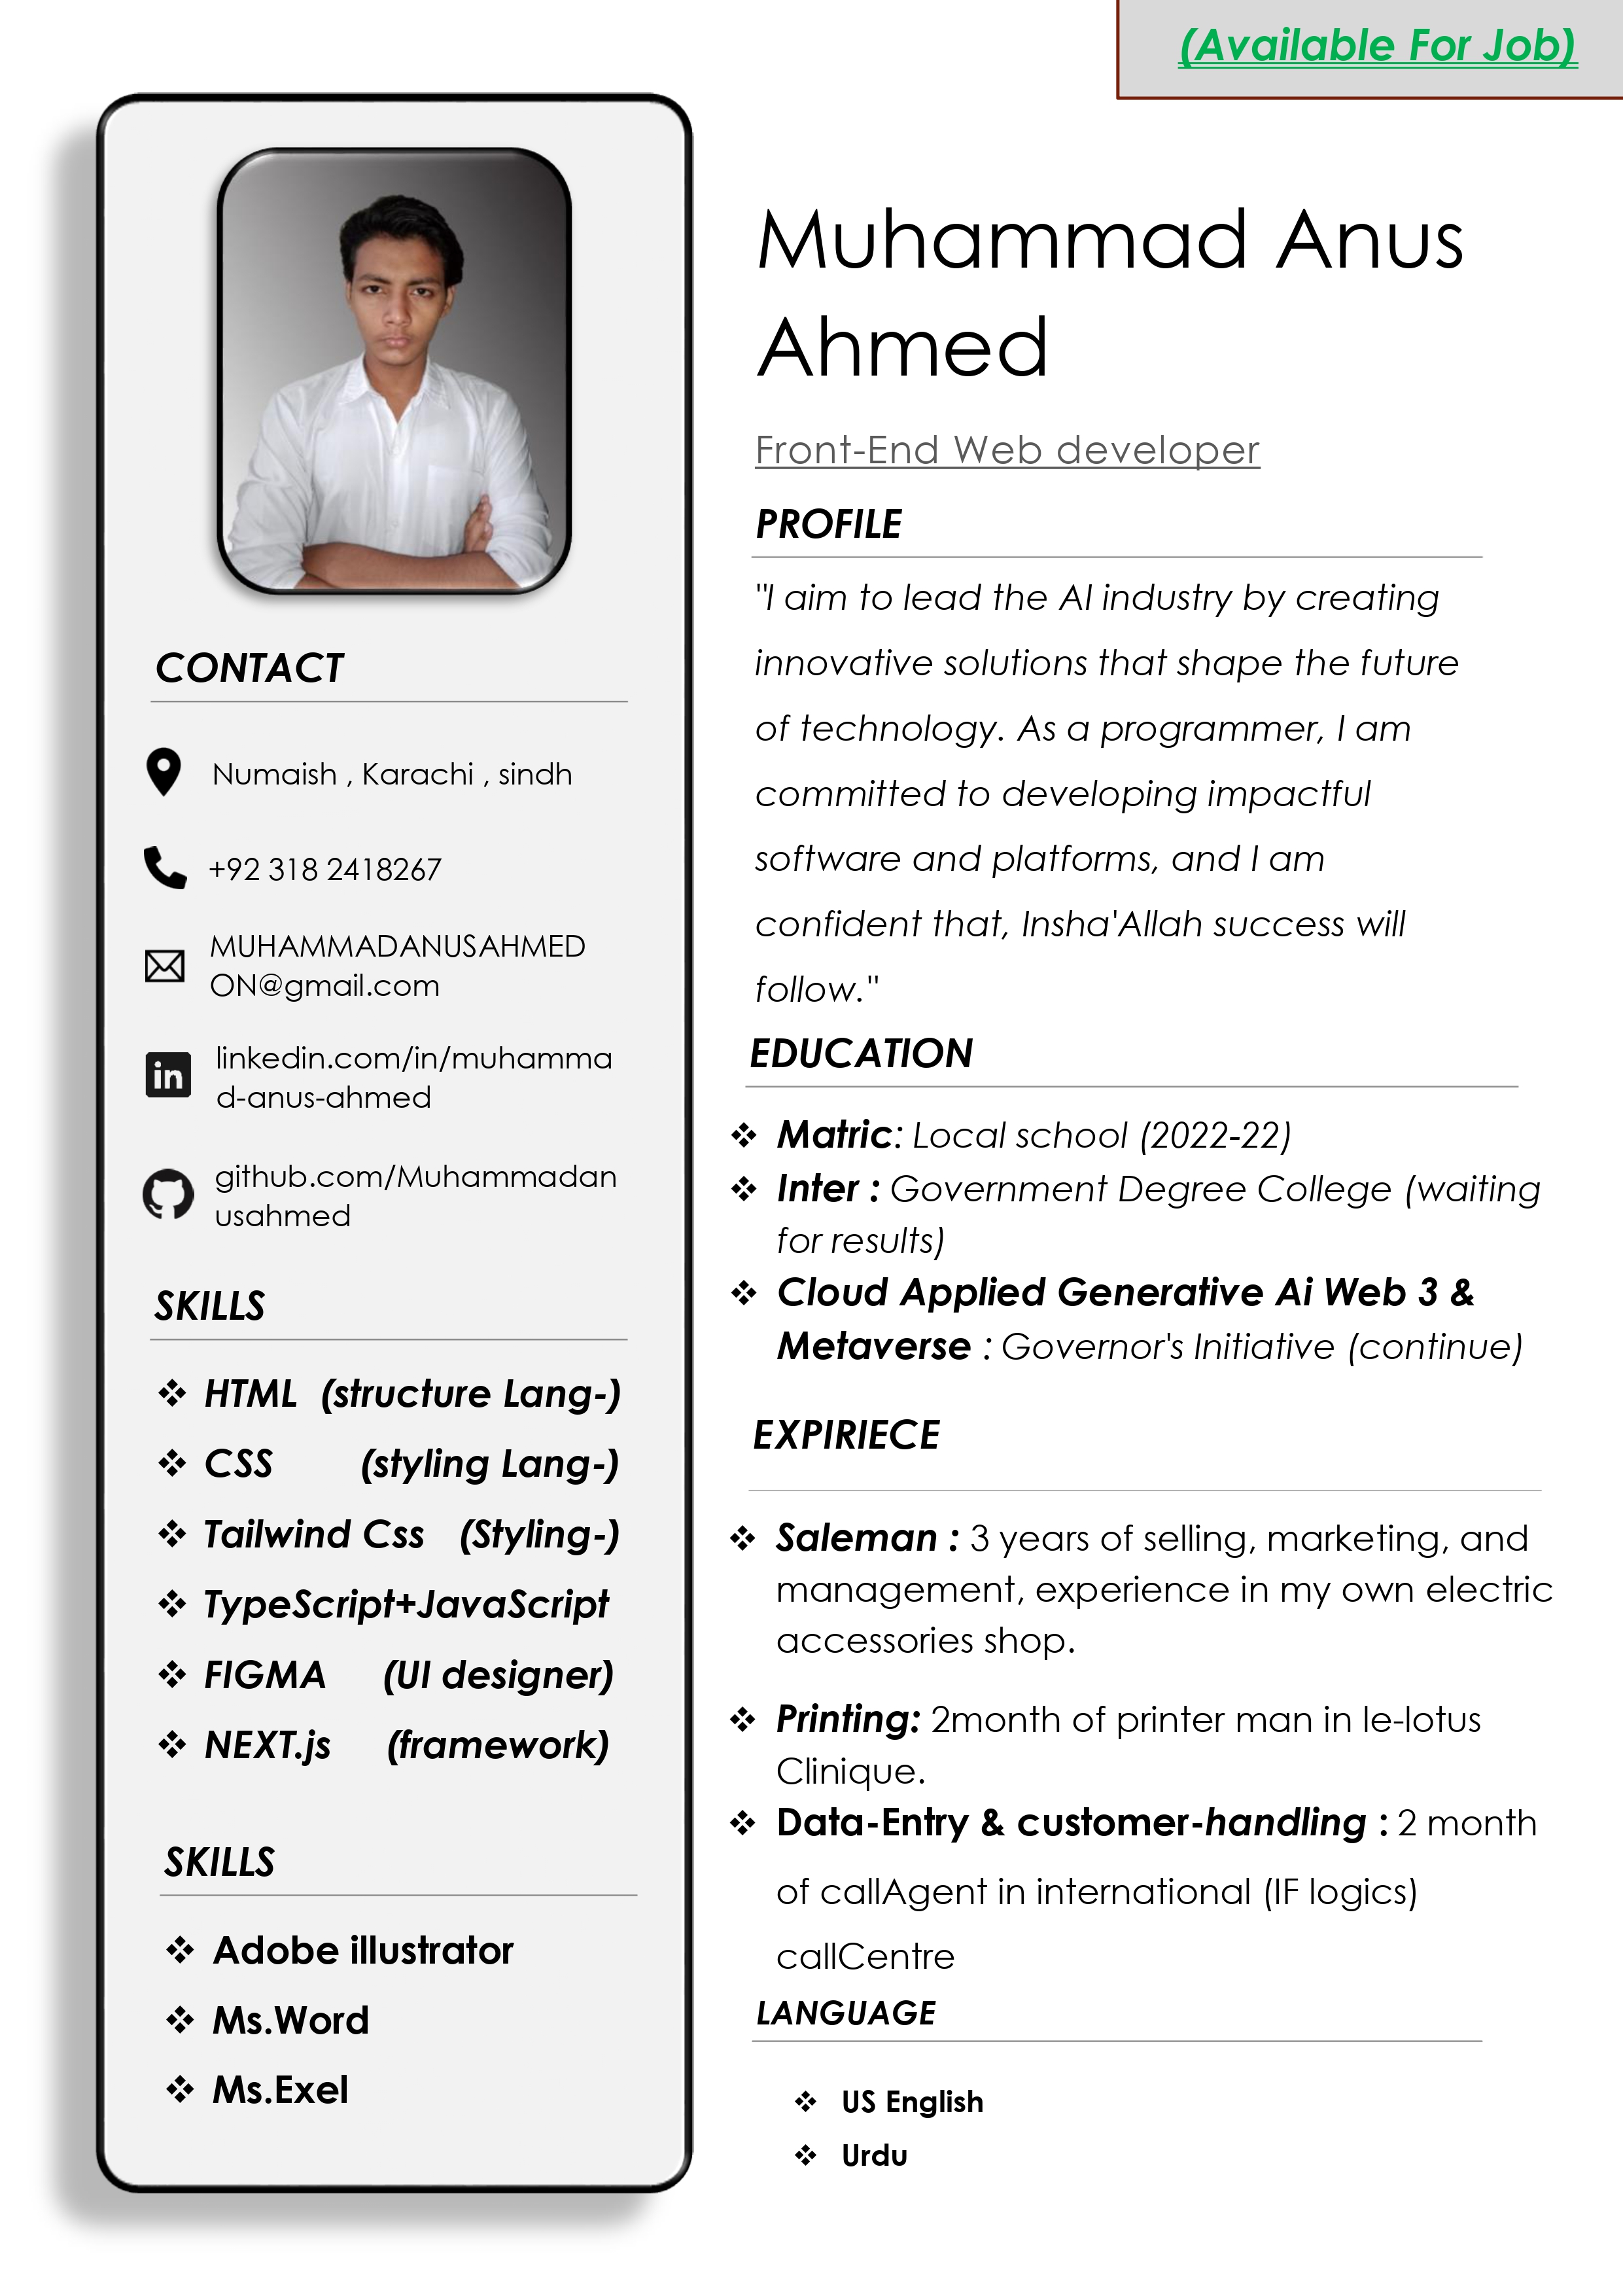 (Available For Job)
Muhammad Anus
Ahmed
Front-End Web developer
PROFILE
"I aim to lead the AI industry by creating
innovative solutions that shape the future
of technology. As a programmer, I am
committed to developing impactful
software and platforms, and I am
confident that, Insha'Allah success will
follow."
EDUCATION
❖ Matric: Local school (2022-22)
❖ Inter : Government Degree College (waiting
for results)
❖ Cloud Applied Generative Ai Web 3 &
Metaverse : Governor's Initiative (continue)
EXPIRIECE
❖ Saleman : 3 years of selling, marketing, and
management, experience in my own electric
accessories shop.
❖ Printing: 2month of printer man in le-lotus
Clinique.
❖ Data-Entry & customer-handling : 2 month
of callAgent in international (IF logics)
callCentre
LANGUAGE
❖ US English
❖ Urdu
CONTACT
Numaish , Karachi , sindh
+92 318 2418267
MUHAMMADANUSAHMED
ON@gmail.com
in
linkedin.com/in/muhamma
d-anus-ahmed
github.com/Muhammadan
usahmed
SKILLS
❖ HTML (structure Lang-)
❖ CSS (styling Lang-)
❖ Tailwind Css (Styling-)
❖ TypeScript+JavaScript
❖ FIGMA (UI designer)
❖ NEXT.js (framework)
SKILLS
❖ Adobe illustrator
❖ Ms.Word
❖ Ms.Exel